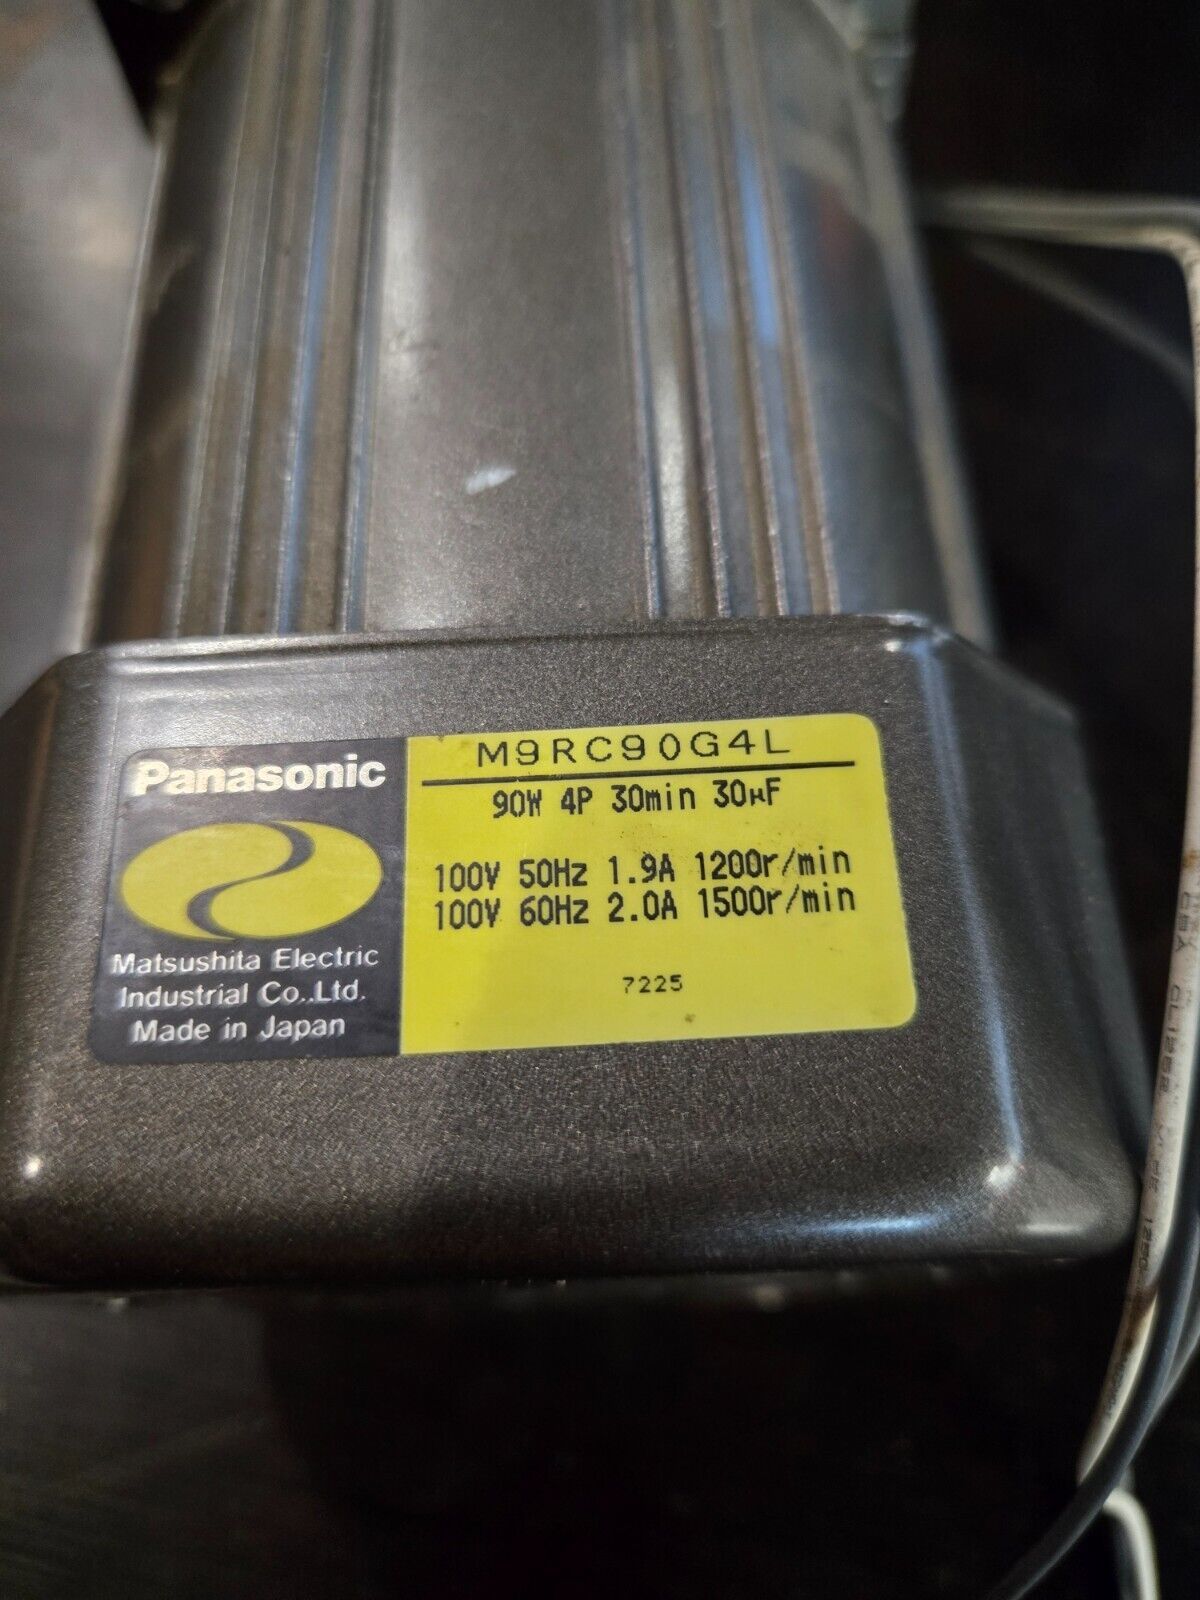 Panasonic
Matsushita Electric
Industrial Co.,Ltd.
Made in Japan
M9RC90G4L
90W 4P 30min 30μF
100V 50Hz 1.9A 1200r/min
100V 60Hz 2.0A 1500r/min
7225